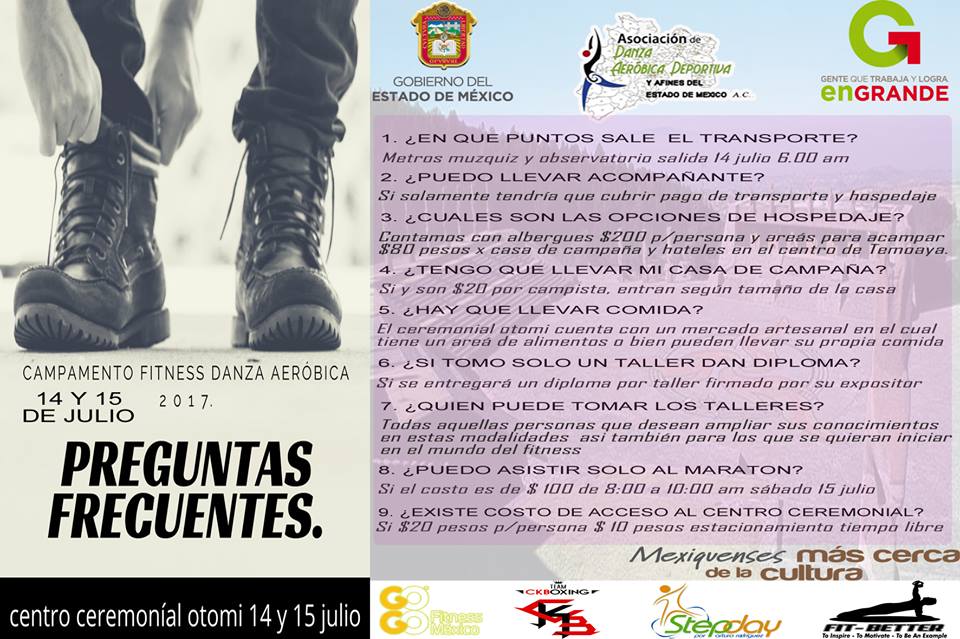 GOBIERNO DEL
ESTADO DE MÉXICO
Asociación de
Danza
Aeróbica Deportiva
Y AFINES DEL
ESTADO DE MEXICO A.C.
GENTE QUE TRABAJA Y LOGRA
enGRANDE
1. ¿EN QUE PUNTOS SALE EL TRANSPORTE?
Metros muzquiz y observatorio salida 14 julio 6.00 am
2. ¿PUEDO LLEVAR ACOMPAÑANTE?
Si solamente tendría que cubrir pago de transporte y hospedaje
3. ¿CUALES SON LAS OPCIONES DE HOSPEDAJE?
Contamos con albergues $200 p/persona y areás para acampar
$80 pesos x casa de campaña y hoteles en el centro de Temoaya.
4. ¿TENGO QUE LLEVAR MI CASA DE CAMPAÑA?
Si y son $20 por campista, entran según tamaño de la casa
5. ¿HAY QUE LLEVAR COMIDA?
El ceremonial otomi cuenta con un mercado artesanal en el cual
tiene un areá de alimentos o bien pueden llevar su propia comida
6. ¿SI TOMO SOLO UN TALLER DAN DIPLOMA?
Si se entregará un diploma por taller firmado por su expositor
7. ¿QUIEN PUEDE TOMAR LOS TALLERES?
Todas aquellas personas que desean ampliar sus conocimientos
en estas modalidades asi también para los que se quieran iniciar
en el mundo del fitness
8. ¿PUEDO ASISTIR SOLO AL MARATON?
Si el costo es de $ 100 de 8:00 a 10:00 am sábado 15 julio
9. ¿EXISTE COSTO DE ACCESO AL CENTRO CEREMONIAL?
Si $20 pesos p/persona $ 10 pesos estacionamiento tiempo libre
CAMPAMENTO FITNESS DANZA AERÓBICA
14 Y 15
DE JULIO
2017.
PREGUNTAS
FRECUENTES.
centro ceremoníal otomi 14 y 15 julio
Mexiquenses más cerca
de la cultura
GO
GO
Fitness
México
TEAM
CKBOXING
CKB
Stepday
por arturo rodriguez
FIT-BETTER
To Inspire - To Motivate - To Be An Example